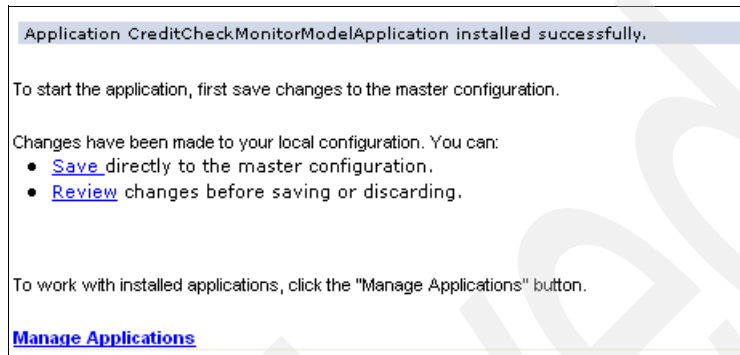 Application CreditCheckMonitorModelApplication installed successfully.
To start the application, first save changes to the master configuration.
Changes have been made to your local configuration. You can:
• Save directly to the master configuration.
• Review changes before saving or discarding.
To work with installed applications, click the "Manage Applications" button.
Manage Applications